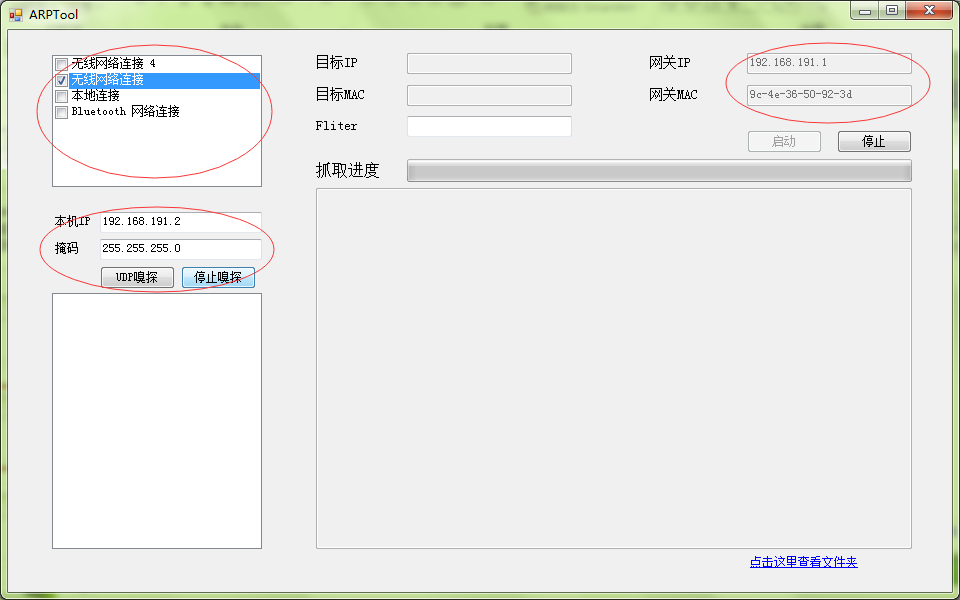 ARPTool
无线网络连接 4
无线网络连接
本地连接
Bluetooth 网络连接
本机IP 192.168.191.2
掩码 255.255.255.0
UDP嗅探 停止嗅探
目标IP
目标MAC
Fliter
网关IP 192.168.191.1
网关MAC 9c-4e-36-50-92-3d
启动 停止
抓取进度
点击这里查看文件夹